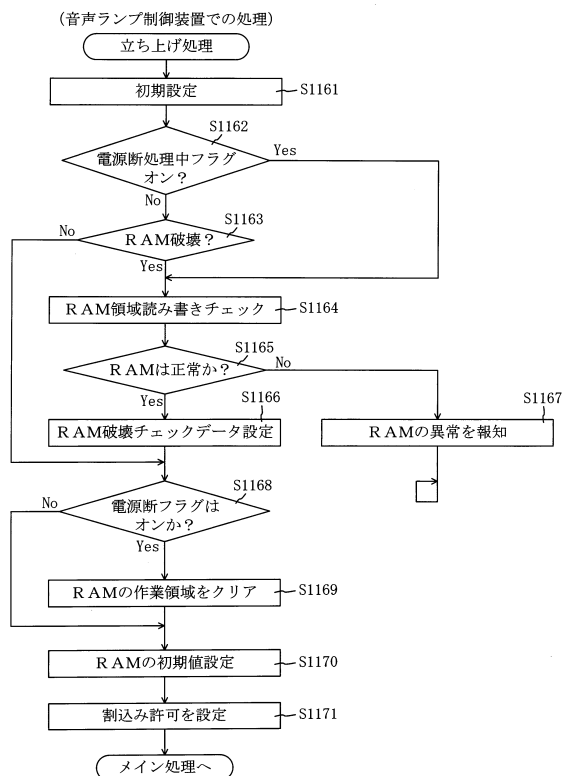 (音声ランプ制御装置での処理)
立ち上げ処理
初期設定
S1161
S1162
電源断処理中フラグ
オン？
Yes
No
S1163
No
ＲＡＭ破壊？
Yes
ＲＡＭ領域読み書きチェック
S1164
S1165
ＲＡＭは正常か？
No
Yes
S1166
S1167
ＲＡＭ破壊チェックデータ設定
ＲＡＭの異常を報知
S1168
No
電源断フラグは
オンか？
Yes
ＲＡＭの作業領域をクリア
S1169
ＲＡＭの初期値設定
S1170
割込み許可を設定
S1171
メイン処理へ